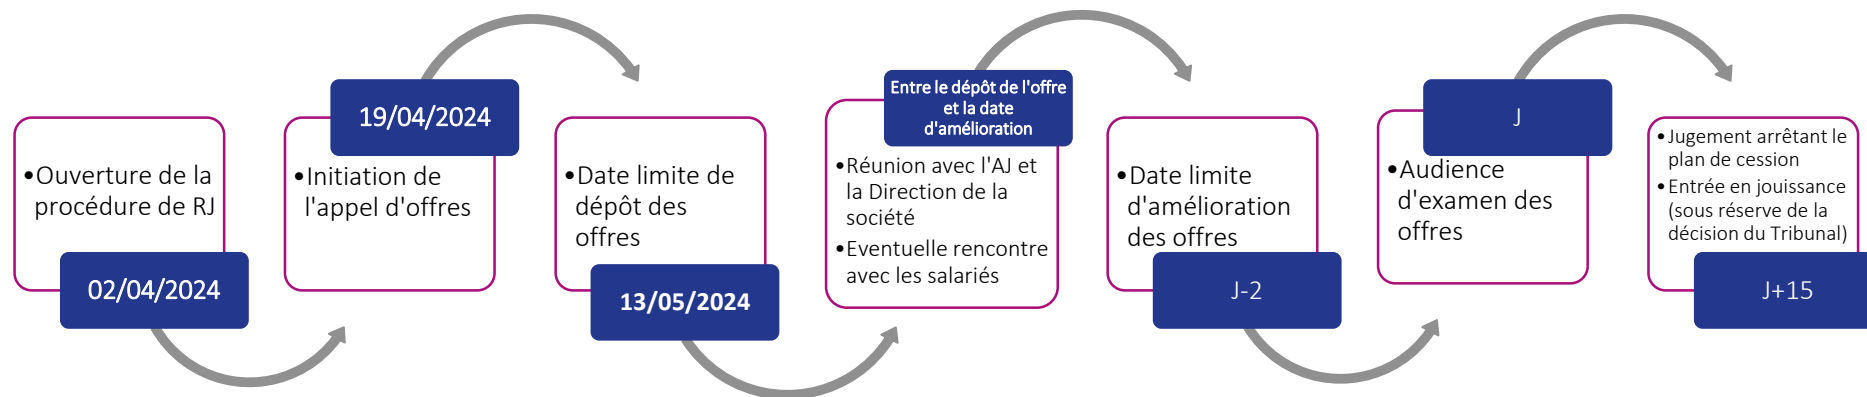 •Ouverture de la
procédure de RJ
02/04/2024
19/04/2024
•Initiation de
l'appel d'offres
•Date limite de
dépôt des
offres
13/05/2024
Entre le dépôt de l'offre
et la date
d'amélioration
•Réunion avec l'AJ et
la Direction de la
société
•Eventuelle rencontre
avec les salariés
•Date limite
d'amélioration
des offres
J-2
J
•Audience
d'examen des
offres
•Jugement arrêtant le
plan de cession
•Entrée en jouissance
(sous réserve de la
décision du Tribunal)
J+15